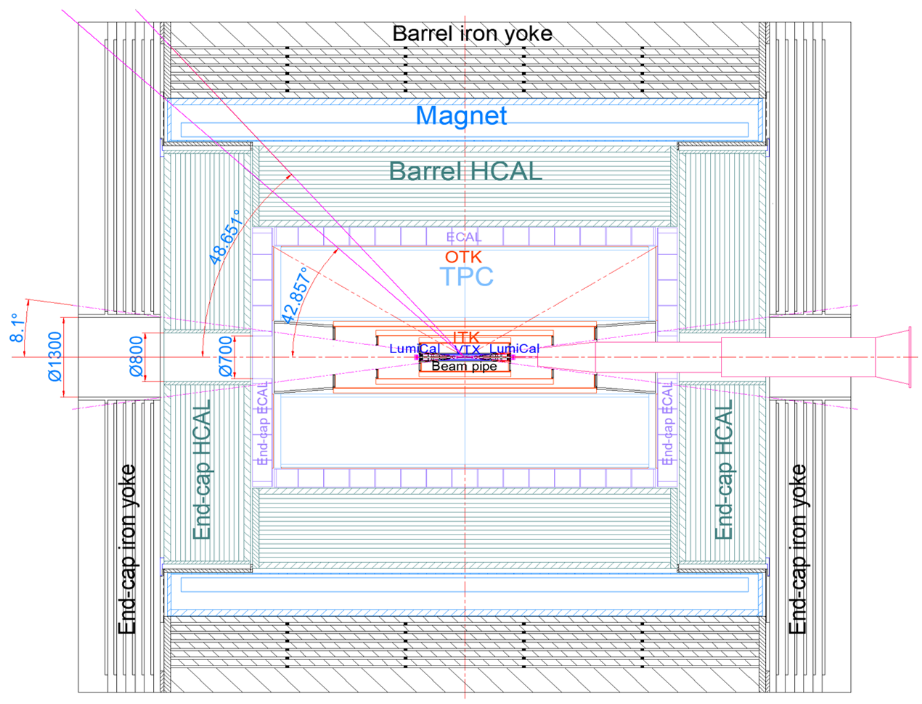 Barrel iron yoke
Magnet
Barrel HCAL
48.651°
ECAL
OTK
TPC
42.857°
8.1°
Ø1300
Ø800
Ø700
ITK
LumiCal VTX LumiCal
Beam pipe
End-cap HCAL
End-cap ECAL
End-cap ECAL
End-cap HCAL
End-cap iron yoke
End-cap iron yoke